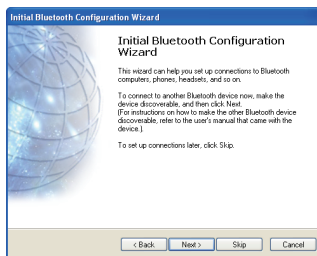 Initial Bluetooth Configuration Wizard
Initial Bluetooth Configuration
Wizard
This wizard can help you set up connections to Bluetooth
computers, phones, headsets, and so on.
To connect to another Bluetooth device now, make the
device discoverable, and then click Next.
(For instructions on how to make the other Bluetooth device
discoverable, refer to the user's manual that came with the
device.)
To set up connections later, click Skip.
< Back Next > Skip Cancel